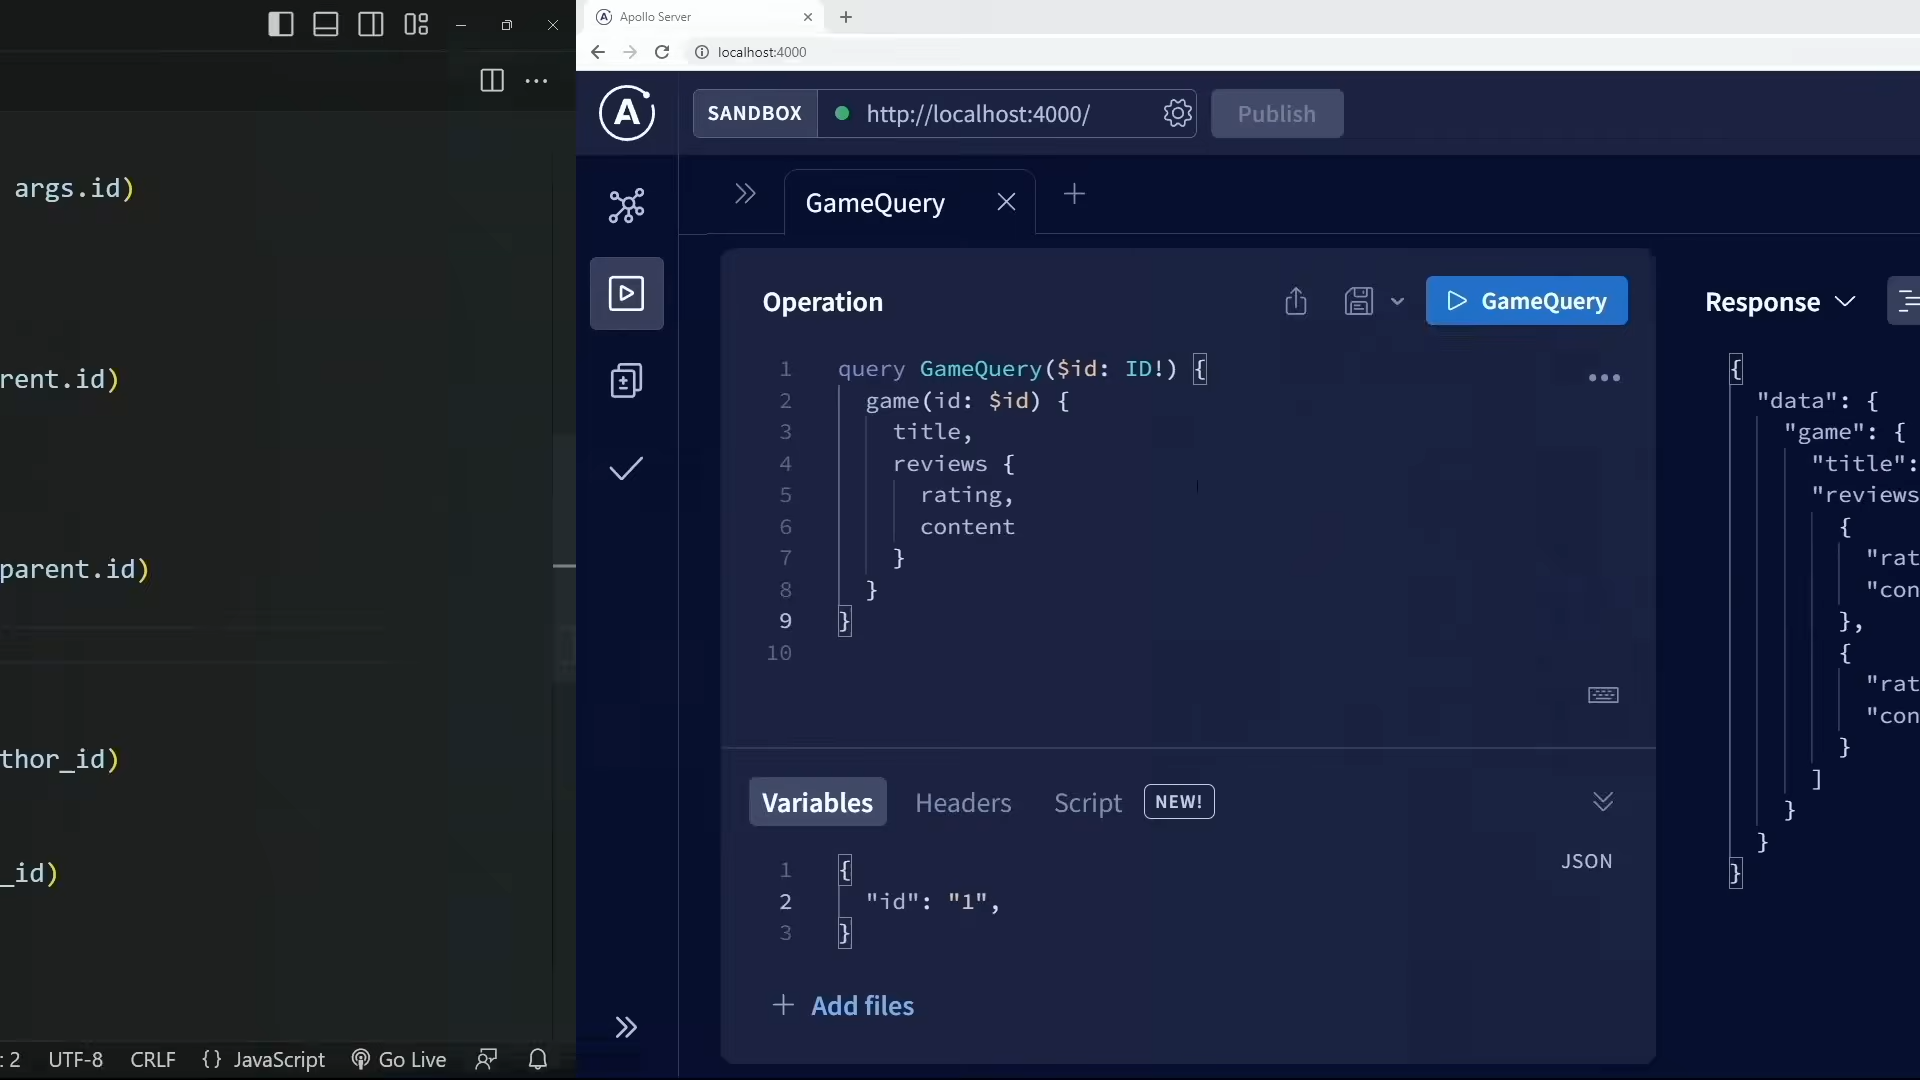 Apollo Server
localhost:4000
SANDBOX
http://localhost:4000/
Publish
args.id)
rent.id)
parent.id)
thor_id)
_id)
: 2
UTF-8
CRLF
{} JavaScript
Go Live
GameQuery
Operation
GameQuery
1 query GameQuery($id: ID!) {
2 game(id: $id) {
3 title,
4 reviews {
5 rating,
6 content
7 }
8 }
9 }
10
Variables
Headers
Script
NEW!
JSON
1 {
2 "id": "1",
3 }
Add files
Response
{
"data": {
"game": {
"title":
"reviews
{
"rat
"con
},
{
"rat
"con
}
]
}
}
}